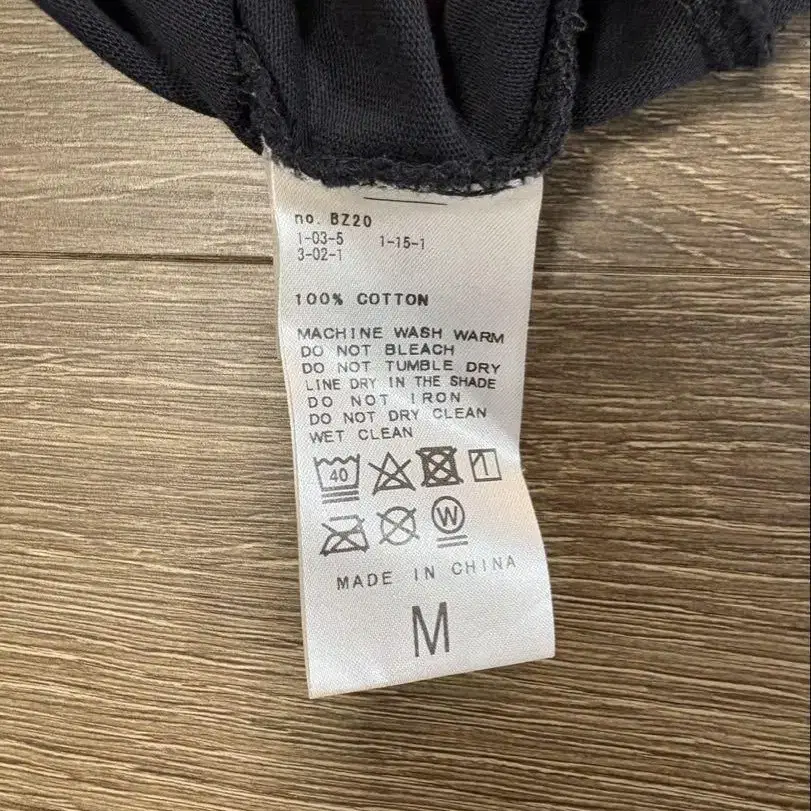 no. BZ20
1-03-5 1-15-1
3-02-1
100% COTTON
MACHINE WASH WARM
DO NOT BLEACH
DO NOT TUMBLE DRY
LINE DRY IN THE SHADE
DO NOT IRON
DO NOT DRY CLEAN
WET CLEAN
40
W
MADE IN CHINA
M